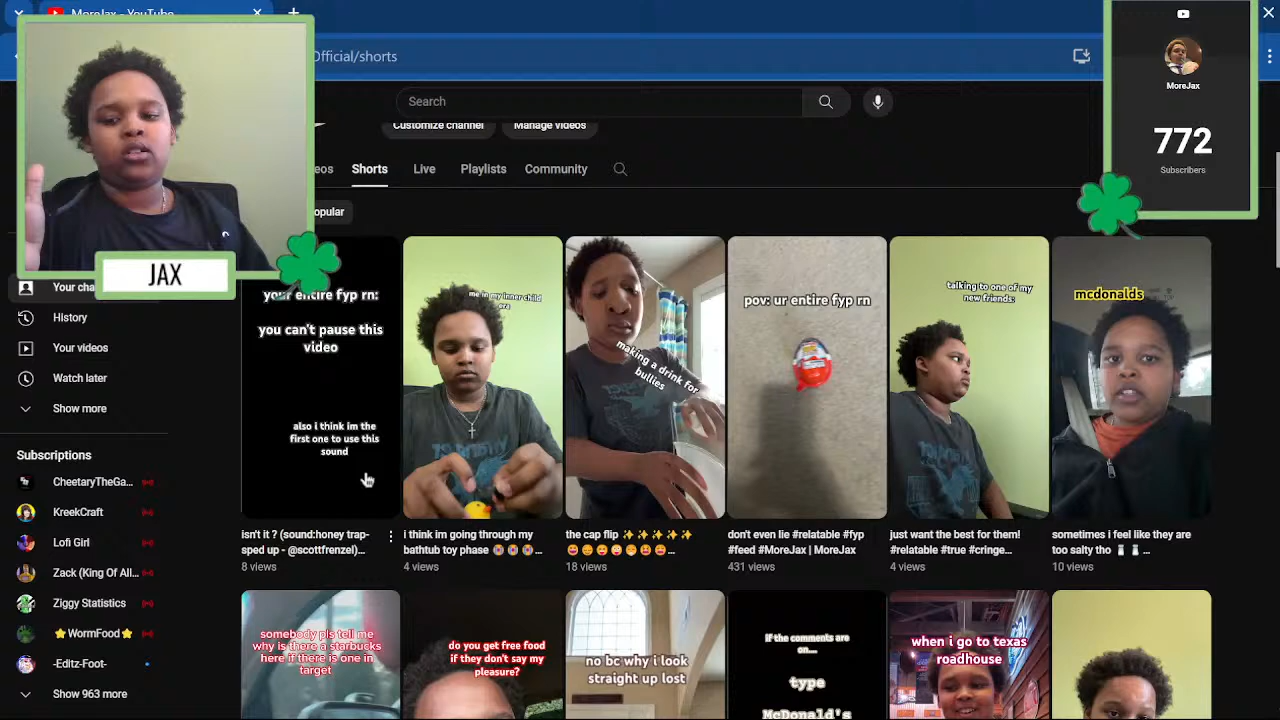 MoreJax - YouTube
Official/shorts
MoreJax
772
Subscribers
Search
Customize channel
Manage videos
Shorts
Live
Playlists
Community
JAX
Your
History
Your videos
Watch later
Show more
Subscriptions
CheetaryTheGa...
KreekCraft
Lofi Girl
Zack (King Of All...
Ziggy Statistics
⭐WormFood⭐
-Editz-Foot-
Show 963 more
your entire fyp rn:
you can't pause this
video
also i think im the
first one to use this
sound
isn't it ? (sound:honey trap-
sped up - @scottfrenzel)...
8 views
me in my inner child
era
i think im going through my
bathtub toy phase 😭😭😭...
4 views
making a drink for
bullies
the cap flip ✨✨✨✨✨
18 views
pov: ur entire fyp rn
don't even lie #relatable #fyp
#feed #MoreJax | MoreJax
431 views
talking to one of my
new friends:
just want the best for them!
#relatable #true #cringe...
4 views
mcdonalds
sometimes i feel like they are
too salty tho 🧂🧂...
10 views
somebody pls tell me
why is there a starbucks
here if there is one in
target
do you get free food
if they don't say my
pleasure?
no bc why i look
straight up lost
if the comments are
on....
type
McDonald's
when i go to texas
roadhouse